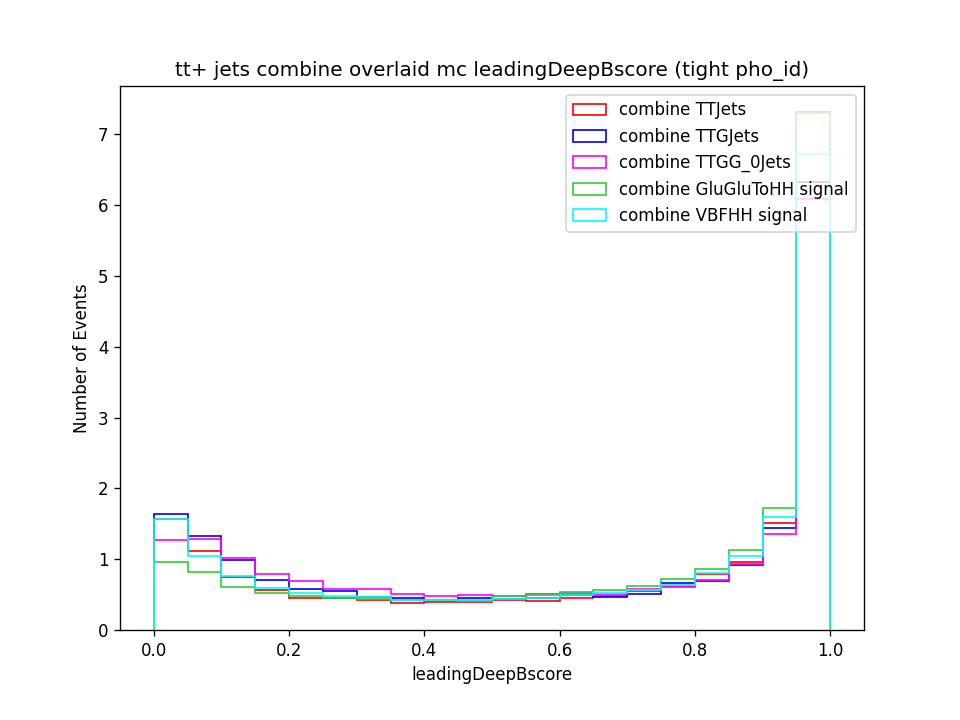 tt+ jets combine overlaid mc leadingDeepBscore (tight pho_id)
combine TTJets
combine TTGJets
combine TTGG_0Jets
combine GluGluToHH signal
combine VBFHH signal
Number of Events
7
6
5
4
3
2
1
0
0.0 0.2 0.4 0.6 0.8 1.0
leadingDeepBscore